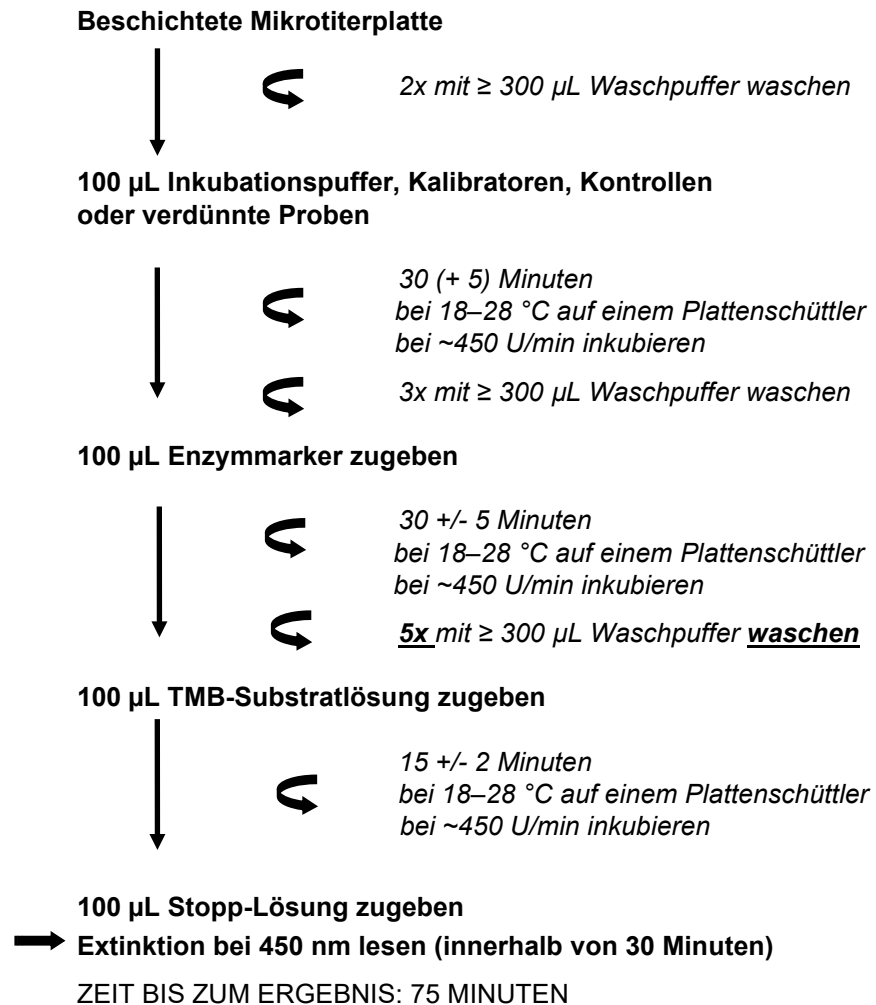 Beschichtete Mikrotiterplatte
2x mit ≥ 300 µL Waschpuffer waschen
100 µL Inkubationspuffer, Kalibratoren, Kontrollen
oder verdünnte Proben
30 (+ 5) Minuten
bei 18–28 °C auf einem Plattenschüttler
bei ~450 U/min inkubieren
3x mit ≥ 300 µL Waschpuffer waschen
100 µL Enzymmarker zugeben
30 +/- 5 Minuten
bei 18–28 °C auf einem Plattenschüttler
bei ~450 U/min inkubieren
5x mit ≥ 300 µL Waschpuffer waschen
100 µL TMB-Substratlösung zugeben
15 +/- 2 Minuten
bei 18–28 °C auf einem Plattenschüttler
bei ~450 U/min inkubieren
100 µL Stopp-Lösung zugeben
Extinktion bei 450 nm lesen (innerhalb von 30 Minuten)
ZEIT BIS ZUM ERGEBNIS: 75 MINUTEN